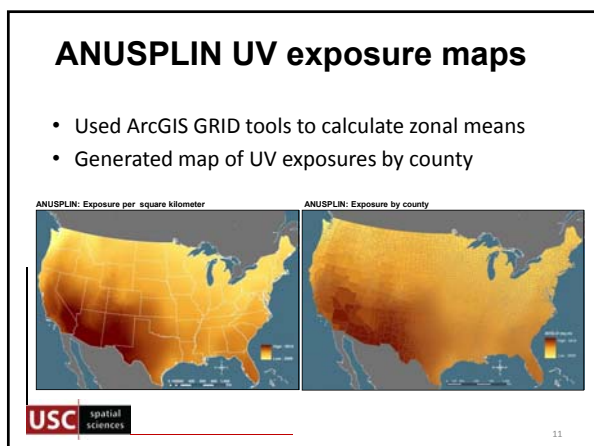 ANUSPLIN UV exposure maps
• Used ArcGIS GRID tools to calculate zonal means
• Generated map of UV exposures by county
ANUSPLIN: Exposure per square kilometer
ANUSPLIN: Exposure by county
USC spatial
sciences
11